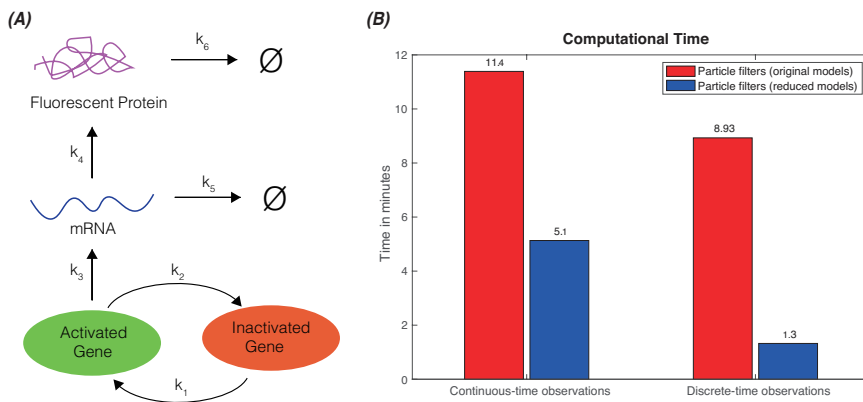 (A)
k6
Ø
Fluorescent Protein
k4
k5
Ø
mRNA
k3
k2
Activated
Gene
Inactivated
Gene
k1
(B)
Computational Time
12
10
8
6
4
2
0
Time in minutes
11.4
5.1
8.93
1.3
Particle filters (original models)
Particle filters (reduced models)
Continuous-time observations
Discrete-time observations